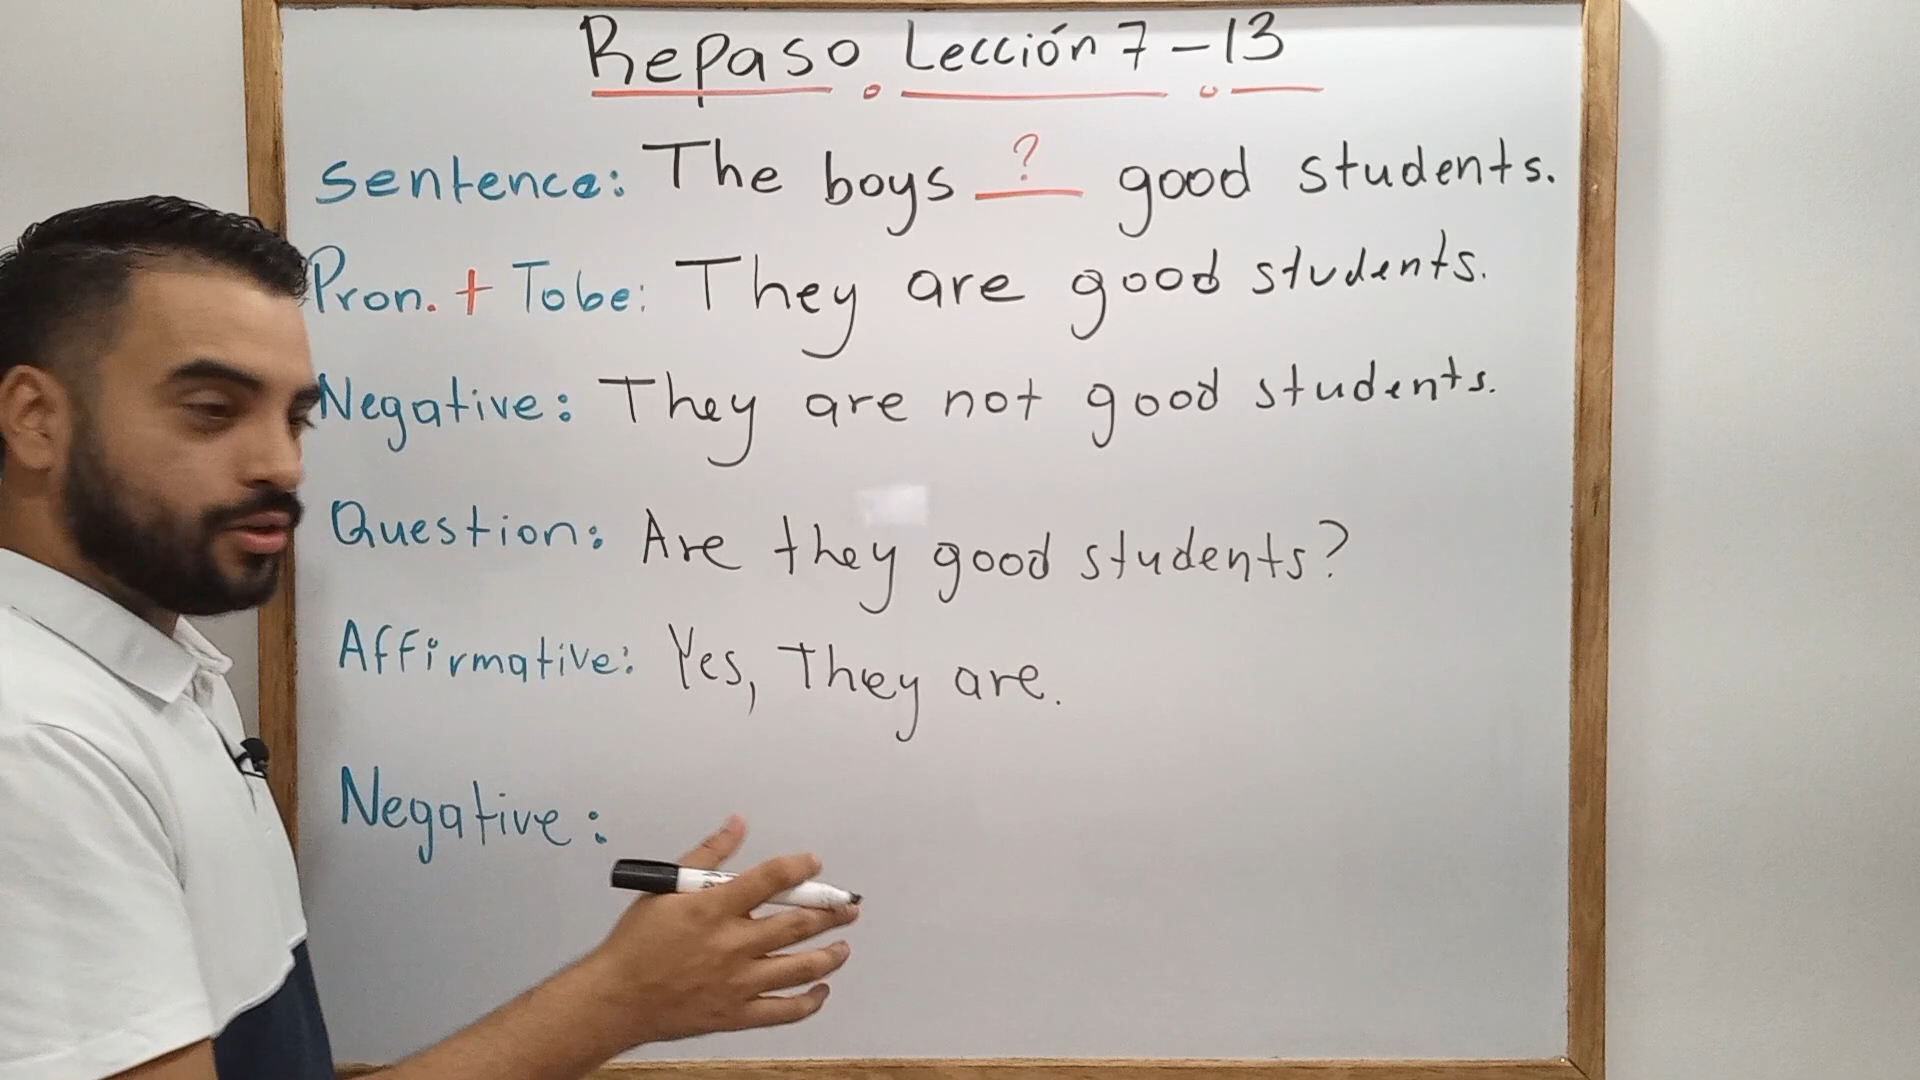 Repaso Lección 7-13
Sentence: The boys ? good students.
Pron. + Tobe: They are good students.
Negative: They are not good students.
Question: Are they good students?
Affirmative: Yes, They are.
Negative: